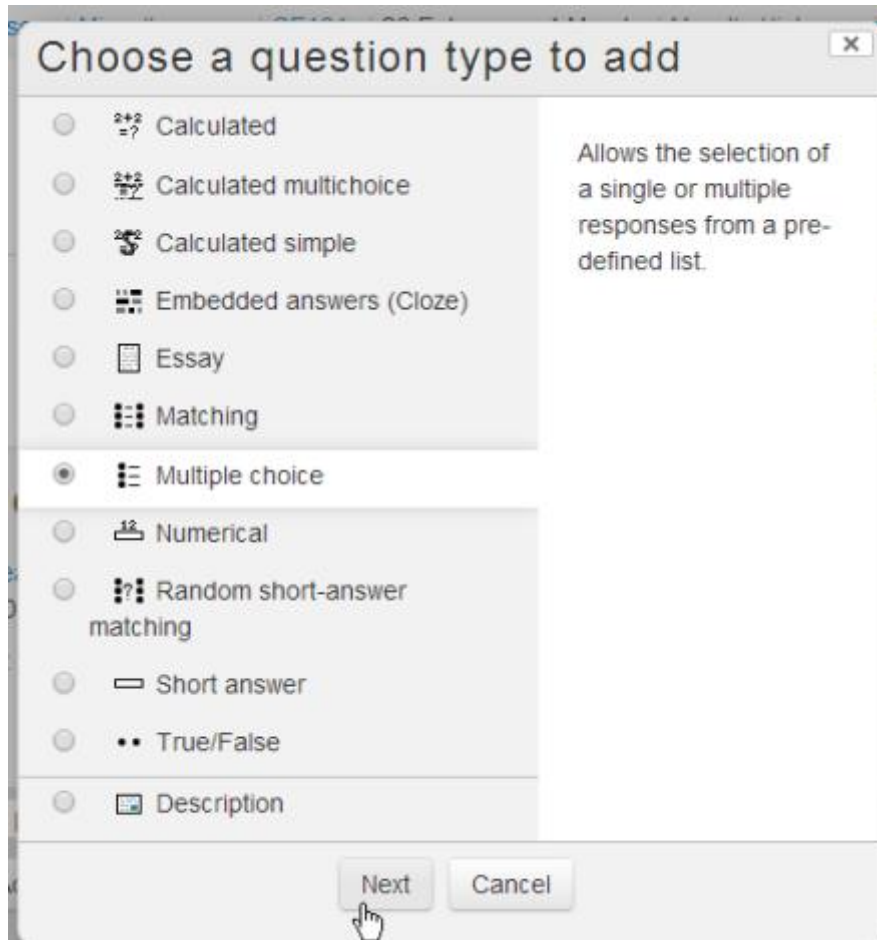 Choose a question type to add
Calculated
Calculated multichoice
Calculated simple
Embedded answers (Cloze)
Essay
Matching
Multiple choice
Numerical
Random short-answer
matching
Short answer
True/False
Description
Allows the selection of
a single or multiple
responses from a pre-
defined list.
Next
Cancel